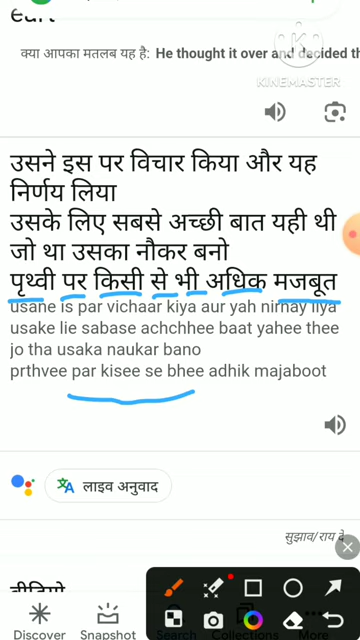 क्या आपका मतलब यह है: He thought it over and decided th
KINEMASTER
उसने इस पर विचार किया और यह
निर्णय लिया
उसके लिए सबसे अच्छी बात यही थी
जो था उसका नौकर बनो
पृथ्वी पर किसी से भी अधिक मजबूत
usane is par vichaar kiya aur yah nirnay liya
usake lie sabase achchhee baat yahee thee
jo tha usaka naukar bano
prthvee par kisee se bhee adhik majaboot
लाइव अनुवाद
सुझाव/राय दे
वीडियो
Discover
Snapshot
Search
Collections
More